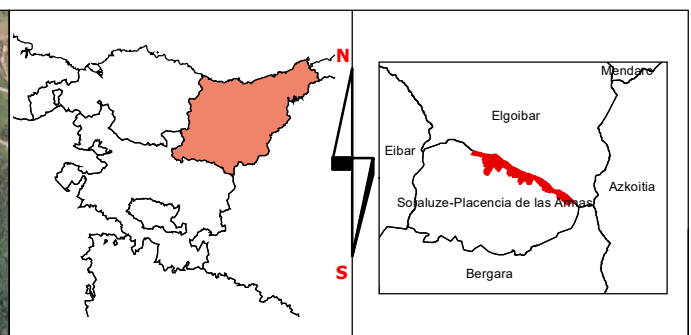 N
S
Mendaro
Elgoibar
Eibar
Azkoitia
Soraluze-Placencia de las Armas
Bergara